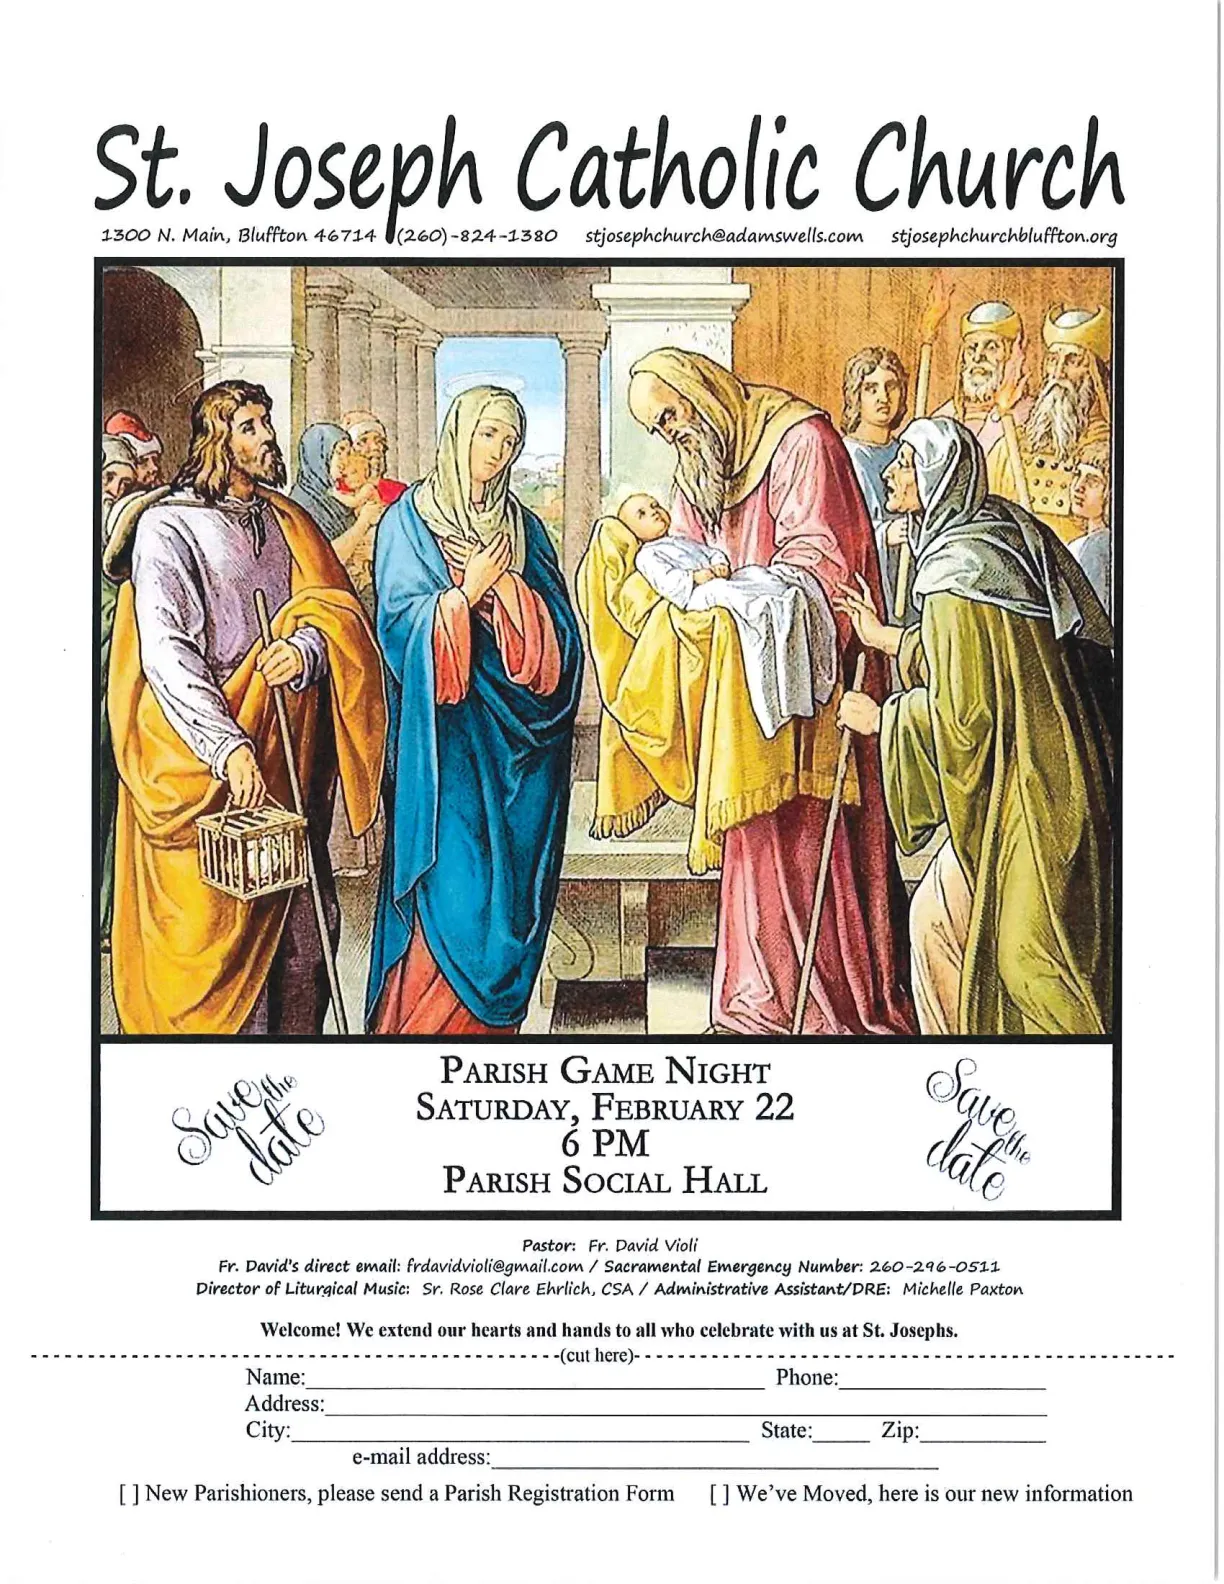 St. Joseph Catholic Church
1300 N. Main, Bluffton 46714 (260)-824-1380 stjosephchurch@adamswells.com stjosephchurchbluffton.org
Save the date
PARISH GAME NIGHT
SATURDAY, FEBRUARY 22
6 PM
PARISH SOCIAL HALL
Save the date
Pastor: Fr. David Violi
Fr. David's direct email: frdavidvioli@gmail.com / Sacramental Emergency Number: 260-296-0511
Director of Liturgical Music: Sr. Rose Clare Ehrlich, CSA / Administrative Assistant/DRE: Michelle Paxton
Welcome! We extend our hearts and hands to all who celebrate with us at St. Josephs.
(cut here)
Name: Phone:
Address:
City: State: Zip:
e-mail address:
[ ] New Parishioners, please send a Parish Registration Form [ ] We've Moved, here is our new information